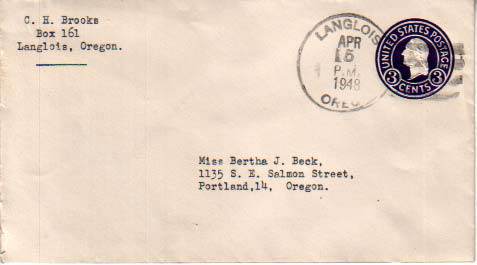 C. H. Brooks
Box 161
Langlois, Oregon.
LANGLOIS
APR
15
P.M.
1948
OREG.
UNITED STATES POSTAGE
3 CENTS 3
Miss Bertha J. Beck,
1135 S. E. Salmon Street,
Portland,14, Oregon.